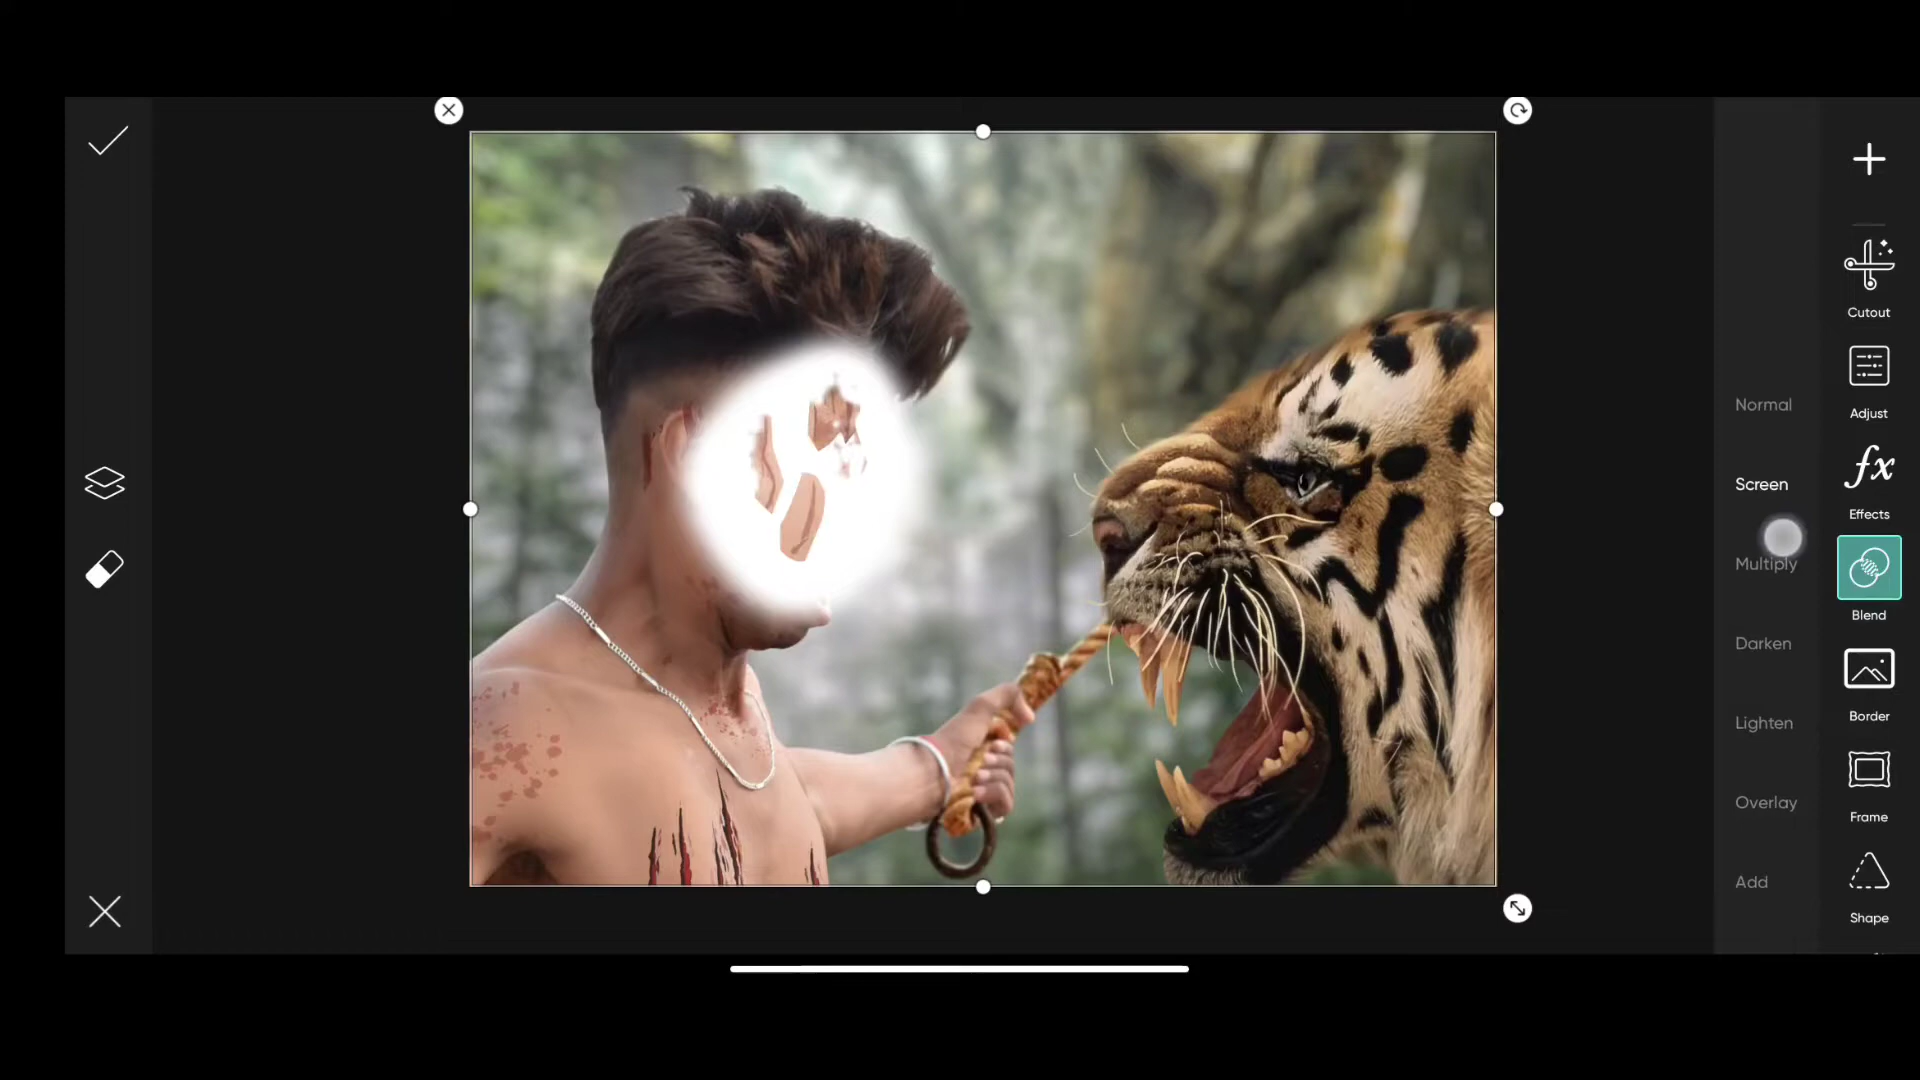 Cutout
Adjust
fx
Effects
Blend
Border
Frame
Shape
Normal
Screen
Multiply
Darken
Lighten
Overlay
Add